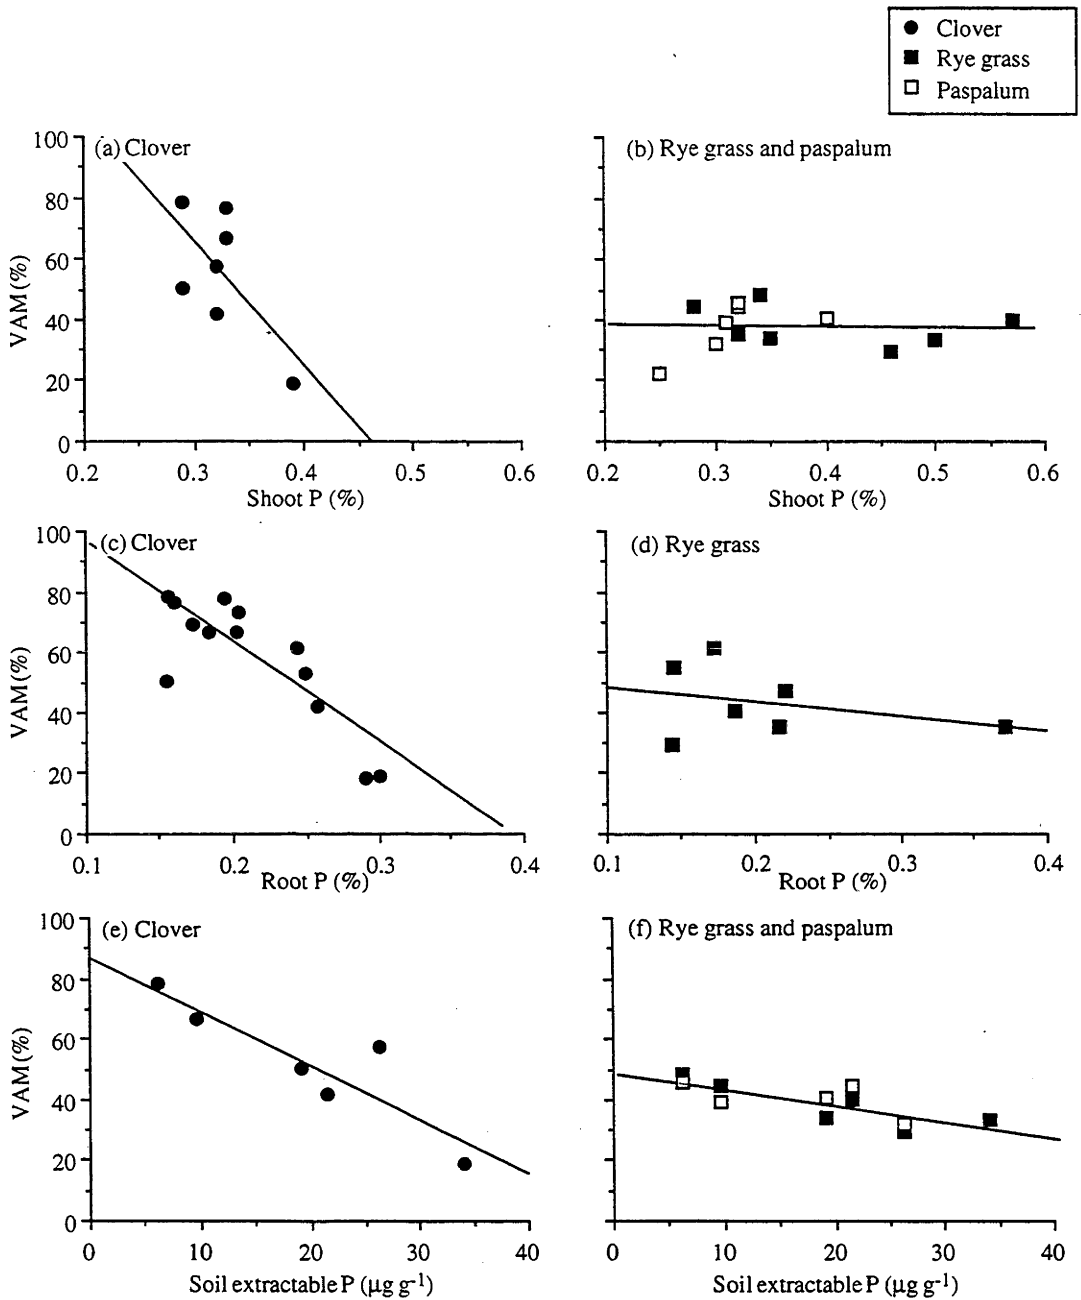 Clover
Rye grass
Paspalum
(a) Clover
100
80
60
40
20
0
VAM (%)
0.2 0.3 0.4 0.5 0.6
Shoot P (%)
(b) Rye grass and paspalum
0.2 0.3 0.4 0.5 0.6
Shoot P (%)
(c) Clover
100
80
60
40
20
0
VAM (%)
0.1 0.2 0.3 0.4
Root P (%)
(d) Rye grass
0.1 0.2 0.3 0.4
Root P (%)
(e) Clover
100
80
60
40
20
0
VAM (%)
0 10 20 30 40
Soil extractable P (µg g⁻¹)
(f) Rye grass and paspalum
0 10 20 30 40
Soil extractable P (µg g⁻¹)